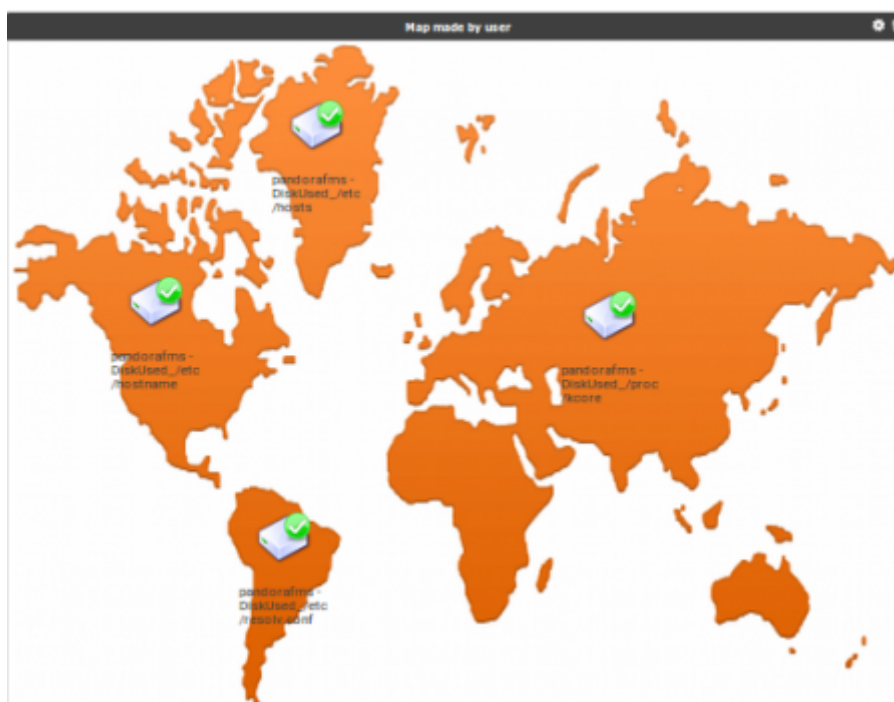 Map made by user
pandorafms -
DiskUsed_/etc
/hosts
pandorafms -
DiskUsed_/etc
/hostname
pandorafms -
DiskUsed_/proc
/kcore
pandorafms -
DiskUsed_/etc
/resolv.conf